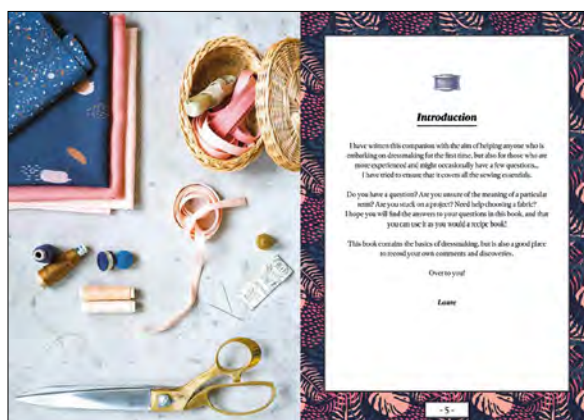 Introduction
I have written this companion with the aim of helping anyone who is
embarking on dressmaking for the first time, but also for those who are
more experienced and might occasionally have a few questions...
I have tried to ensure that it covers all the sewing essentials.
Do you have a question? Are you unsure of the meaning of a particular
term? Are you stuck on a project? Need help choosing a fabric?
I hope you will find the answers to your questions in this book, and that
you can use it as you would a recipe book!
This book contains the basics of dressmaking, but is also a good place
to record your own comments and discoveries.
Over to you!
Laure
- 5 -